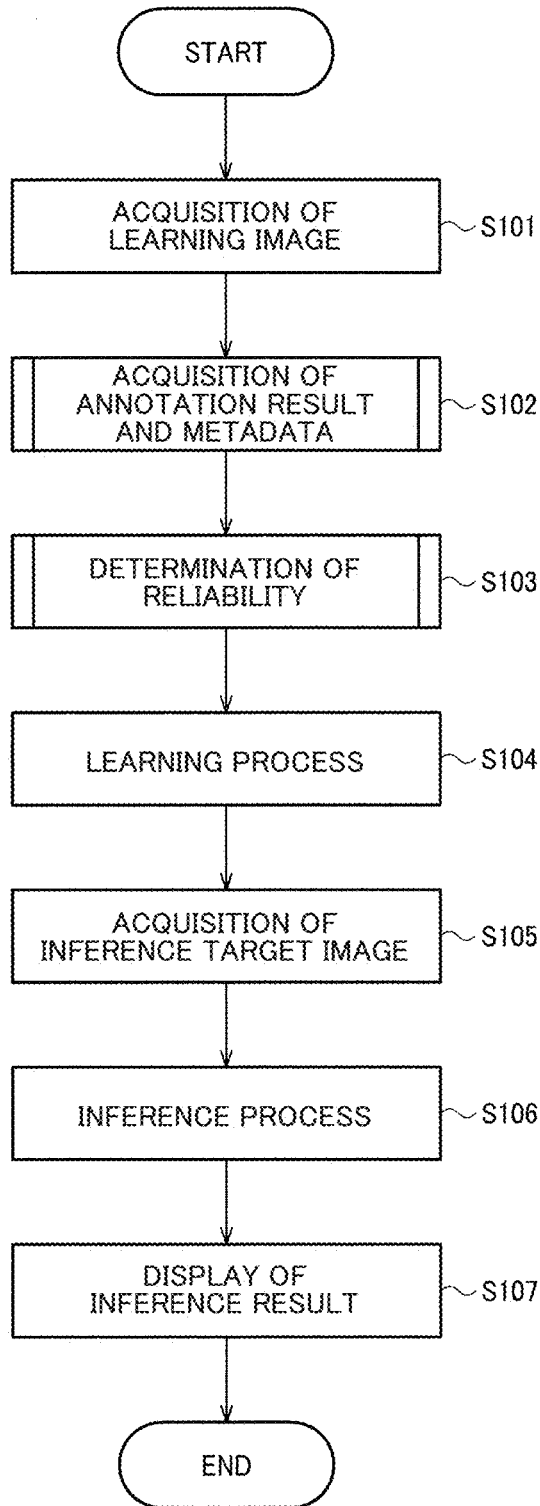 START
ACQUISITION OF
LEARNING IMAGE
S101
ACQUISITION OF
ANNOTATION RESULT
AND METADATA
S102
DETERMINATION OF
RELIABILITY
S103
LEARNING PROCESS
S104
ACQUISITION OF
INFERENCE TARGET IMAGE
S105
INFERENCE PROCESS
S106
DISPLAY OF
INFERENCE RESULT
S107
END